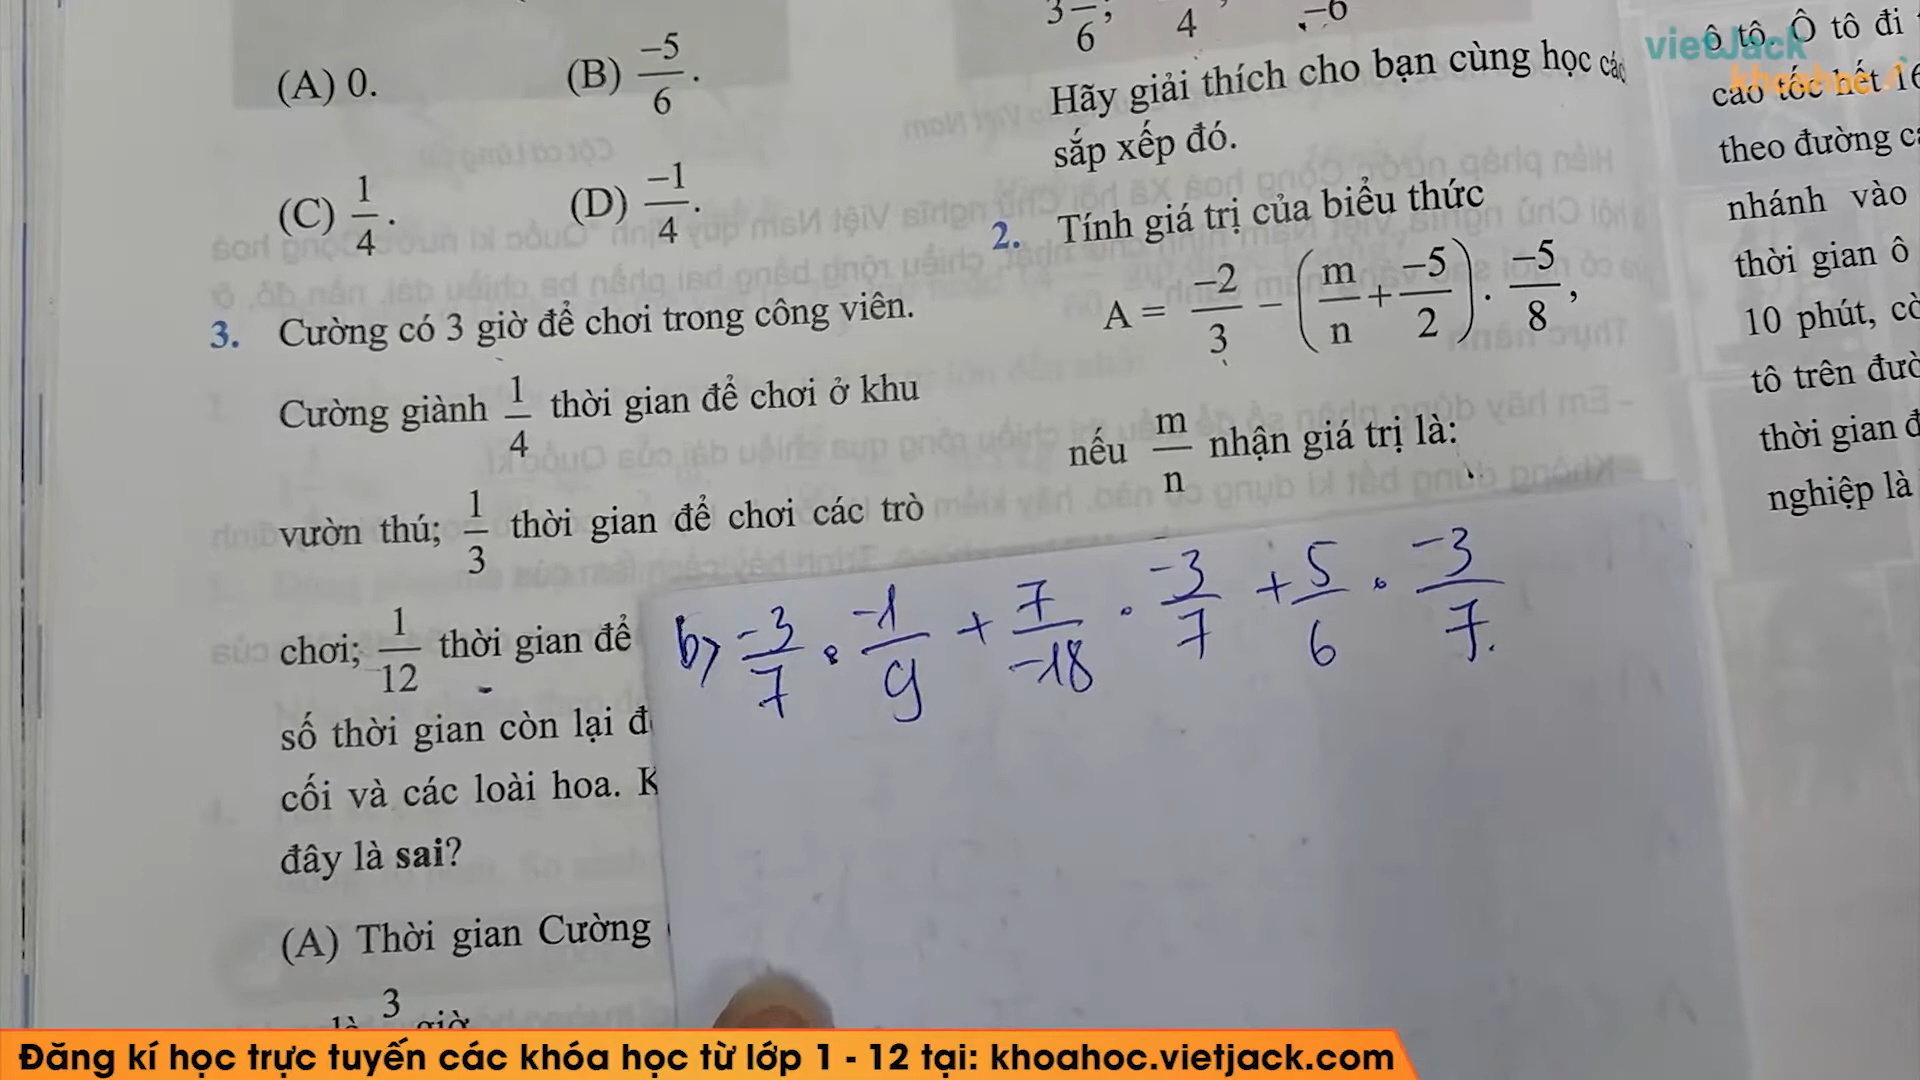 (A) 0.
(B) -5/6.
(C) 1/4.
(D) -1/4.
3. Cường có 3 giờ để chơi trong công viên.
Cường giành 1/4 thời gian để chơi ở khu
vườn thú; 1/3 thời gian để chơi các trò
chơi; 1/12 thời gian để
số thời gian còn lại
cối và các loài hoa.
đây là sai?
(A) Thời gian Cường
là 3 giờ
3 /6; /4 /-6
Hãy giải thích cho bạn cùng học các
sắp xếp đó.
2. Tính giá trị của biểu thức
A = -2/3 - (m/n + -5/2) . -5/8,
nếu m/n nhận giá trị là:
b) -3/7 . -1/9 + 7/-18 . -3/7 + 5/6 . -3/7.
ô tô. Ô tô đi
cao tốc hết 16
theo đường
nhánh vào
thời gian ô
10 phút,
tô trên
thời gian
nghiệp là
vietJack
Đăng kí học trực tuyến các khóa học từ lớp 1 - 12 tại: khoahoc.vietjack.com